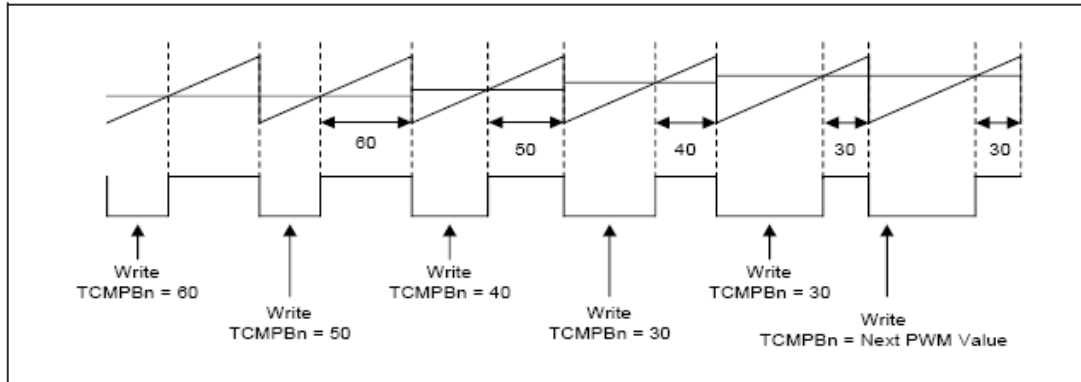 60
50
40
30
30
Write
TCMPBn = 60
Write
TCMPBn = 50
Write
TCMPBn = 40
Write
TCMPBn = 30
Write
TCMPBn = 30
Write
TCMPBn = Next PWM Value